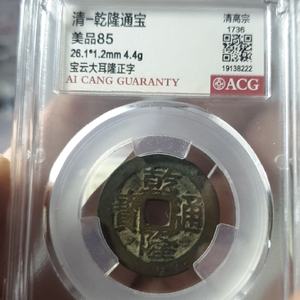 清-乾隆通宝
美品85
26.1*1.2mm 4.4g
宝云大耳隆正字
AI CANG GUARANTY
清高宗
1736
19138222
ACG
乾隆通寶